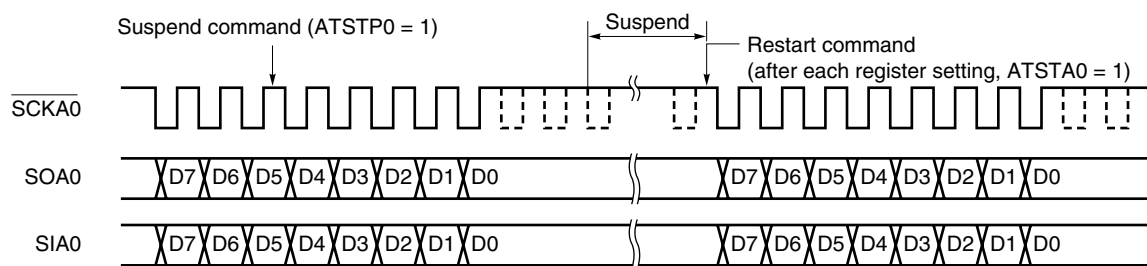 Suspend command (ATSTP0 = 1)
Suspend
Restart command
(after each register setting, ATSTA0 = 1)
SCKA0
SOA0 D7 D6 D5 D4 D3 D2 D1 D0 D7 D6 D5 D4 D3 D2 D1 D0
SIA0 D7 D6 D5 D4 D3 D2 D1 D0 D7 D6 D5 D4 D3 D2 D1 D0